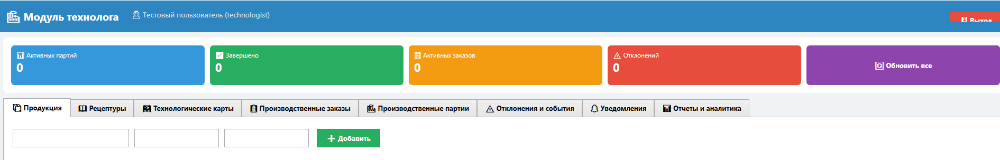 Модуль технолога
Тестовый пользователь (technologist)
Выход
Активных партий
0
Завершено
0
Активных заказов
0
Отклонений
0
Обновить все
Продукция
Рецептуры
Технологические карты
Производственные заказы
Производственные партии
Отклонения и события
Уведомления
Отчеты и аналитика
Добавить